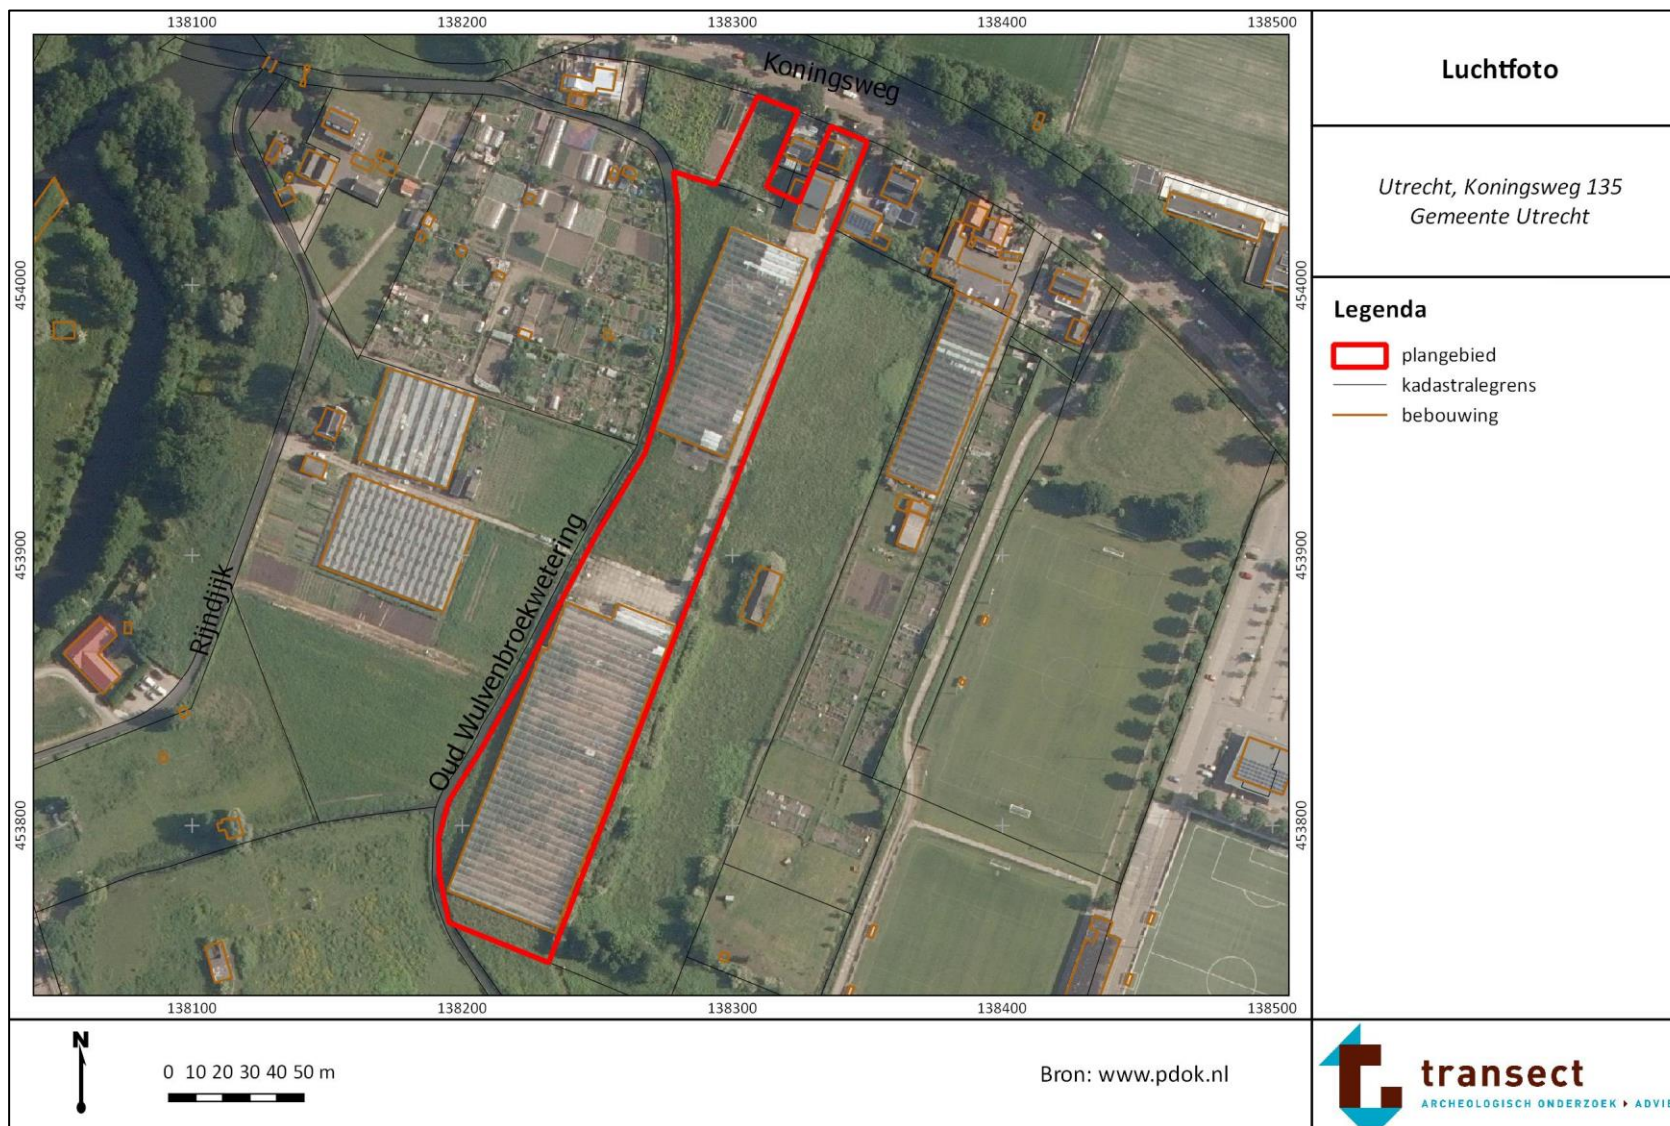 138100 138200 138300 138400 138500
Koningsweg
454000
453900
453800
Rijndjijk
Oud Wulvenbroekwetering
454000
453900
453800
138100 138200 138300 138400 138500
Luchtfoto
Utrecht, Koningsweg 135
Gemeente Utrecht
Legenda
plangebied
kadastralegrens
bebouwing
N
0 10 20 30 40 50 m
Bron: www.pdok.nl
transect
ARCHEOLOGISCH ONDERZOEK ▸ ADVIE